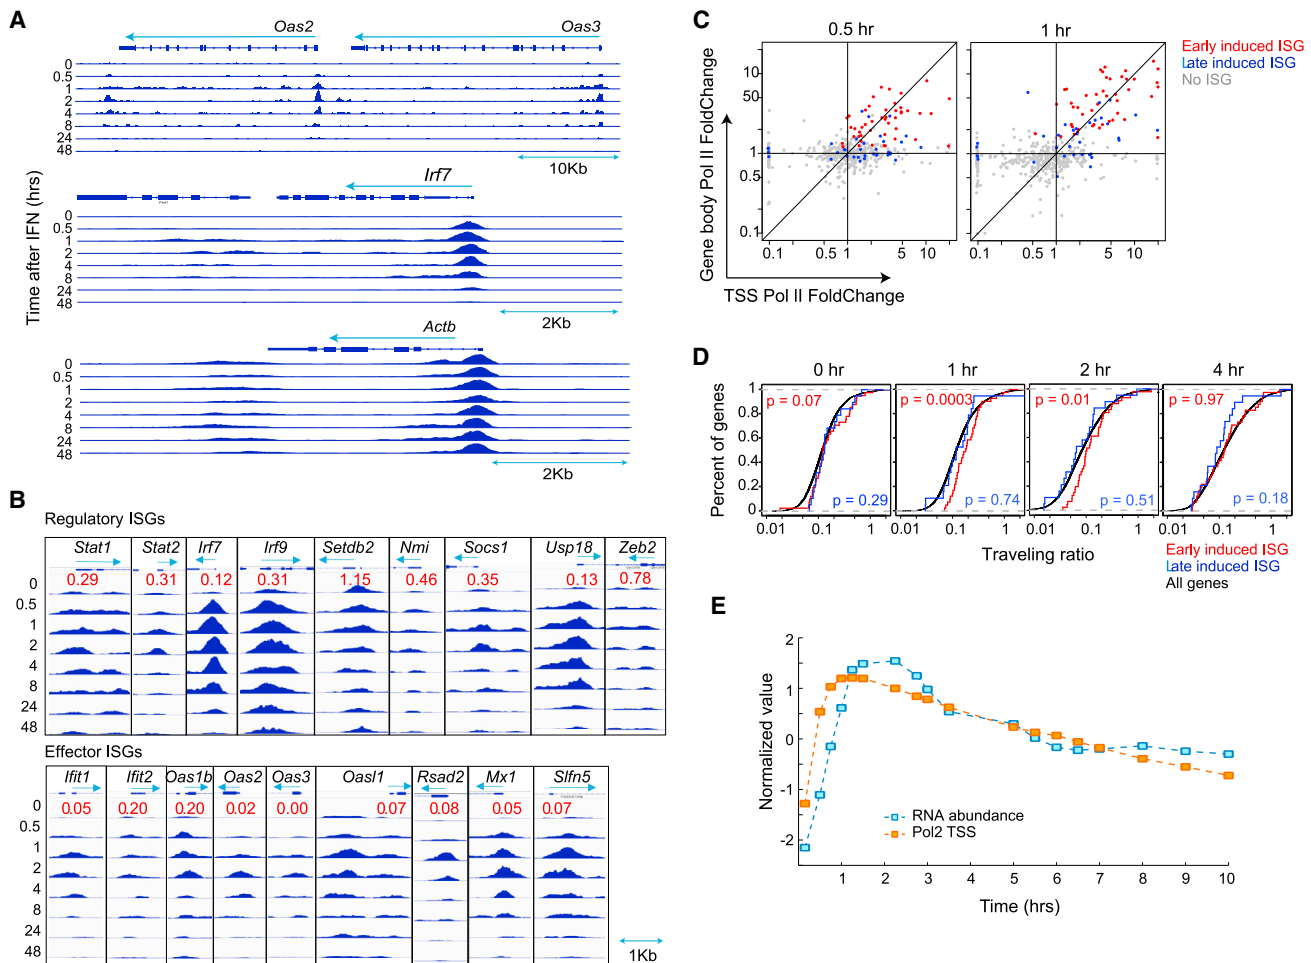 A
Oas2
Oas3
0
0.5
1
2
4
8
24
48
10Kb
Irf7
0
0.5
1
2
4
8
24
48
2Kb
Actb
0
0.5
1
2
4
8
24
48
2Kb
Time after IFN (hrs)
B
Regulatory ISGs
Stat1 Stat2 Irf7 Irf9 Setdb2 Nmi Socs1 Usp18 Zeb2
0.29 0.31 0.12 0.31 1.15 0.46 0.35 0.13 0.78
0
0.5
1
2
4
8
24
48
Effector ISGs
Ifit1 Ifit2 Oas1b Oas2 Oas3 Oasl1 Rsad2 Mx1 Slfn5
0.05 0.20 0.20 0.02 0.00 0.07 0.08 0.05 0.07
0
0.5
1
2
4
8
24
48
1Kb
C
0.5 hr
1 hr
Early induced ISG
Late induced ISG
No ISG
10
50
1
0.5
0.1
0.1 0.5 1 5 10
0.1 0.5 1 5 10
Gene body Pol II FoldChange
TSS Pol II FoldChange
D
0 hr
1 hr
2 hr
4 hr
1
0.8
0.6
0.4
0.2
0
p = 0.07
p = 0.29
p = 0.0003
p = 0.74
p = 0.01
p = 0.51
p = 0.97
p = 0.18
0.01 0.1 1
0.1 1
0.01 0.1 1
0.01 0.1 1
Percent of genes
Traveling ratio
Early induced ISG
Late induced ISG
All genes
E
2
1
0
-1
-2
Normalized value
RNA abundance
Pol2 TSS
1 2 3 4 5 6 7 8 9 10
Time (hrs)